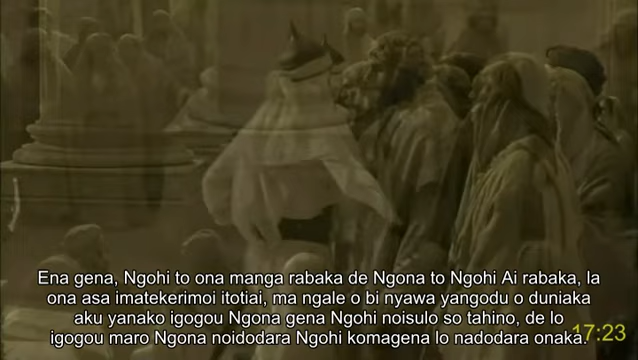 Ena gena, Ngohi to ona manga rabaka de Ngona to Ngohi Ai rabaka, la
ona asa imatekerimoi itotiai, ma ngale o bi nyawa yangodu o duniaka
aku yanako igogou Ngona gena Ngohi noisulo so tahino, de lo
igogou maro Ngona noidodara Ngohi komagena lo nadodara onaka.
17:23